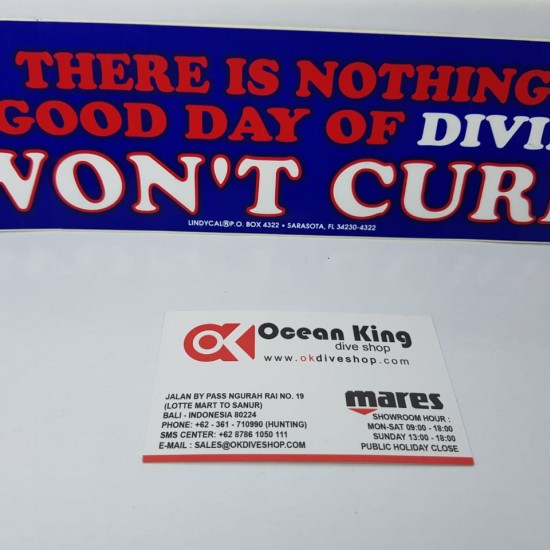 THERE IS NOTHING
GOOD DAY OF
WON'T
LINDYCAL®P.O. BOX 4322 • SARASOTA, FL 34230-4322
OK Ocean King
dive shop
www.okdiveshop.com
JALAN BY PASS NGURAH RAI NO. 19
(LOTTE MART TO SANUR)
BALI - INDONESIA 80224
PHONE: +62 - 361 - 710990 (HUNTING)
SMS CENTER: +62 8786 1050 111
E-MAIL : SALES@OKDIVESHOP.COM
mares
SHOWROOM HOUR :
MON-SAT 09:00 - 18:00
SUNDAY 13:00 - 18:00
PUBLIC HOLIDAY CLOSE